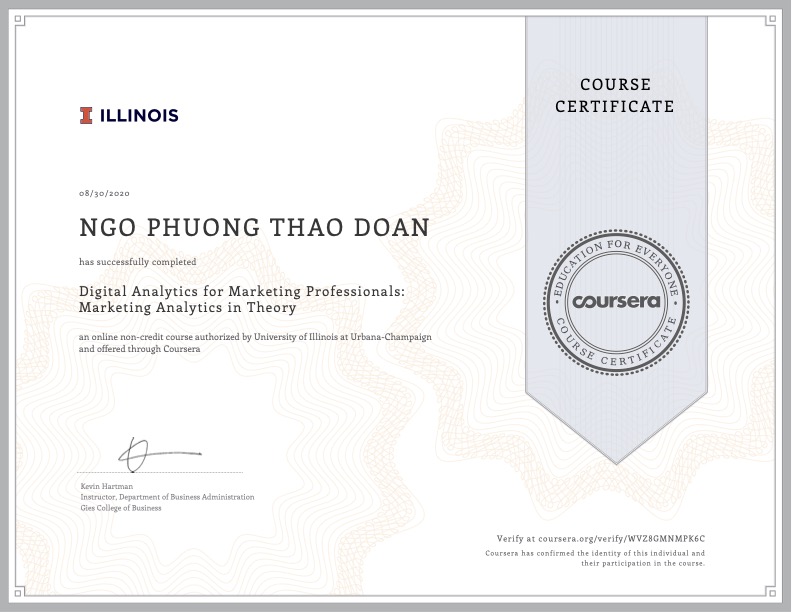 COURSE
CERTIFICATE
ILLINOIS
08/30/2020
NGO PHUONG THAO DOAN
has successfully completed
Digital Analytics for Marketing Professionals:
Marketing Analytics in Theory
an online non-credit course authorized by University of Illinois at Urbana-Champaign
and offered through Coursera
EDUCATION FOR EVERYONE
coursera
COURSE CERTIFICATE
Kevin Hartman
Instructor, Department of Business Administration
Gies College of Business
Verify at coursera.org/verify/WVZ8GMNMPK6C
Coursera has confirmed the identity of this individual and
their participation in the course.